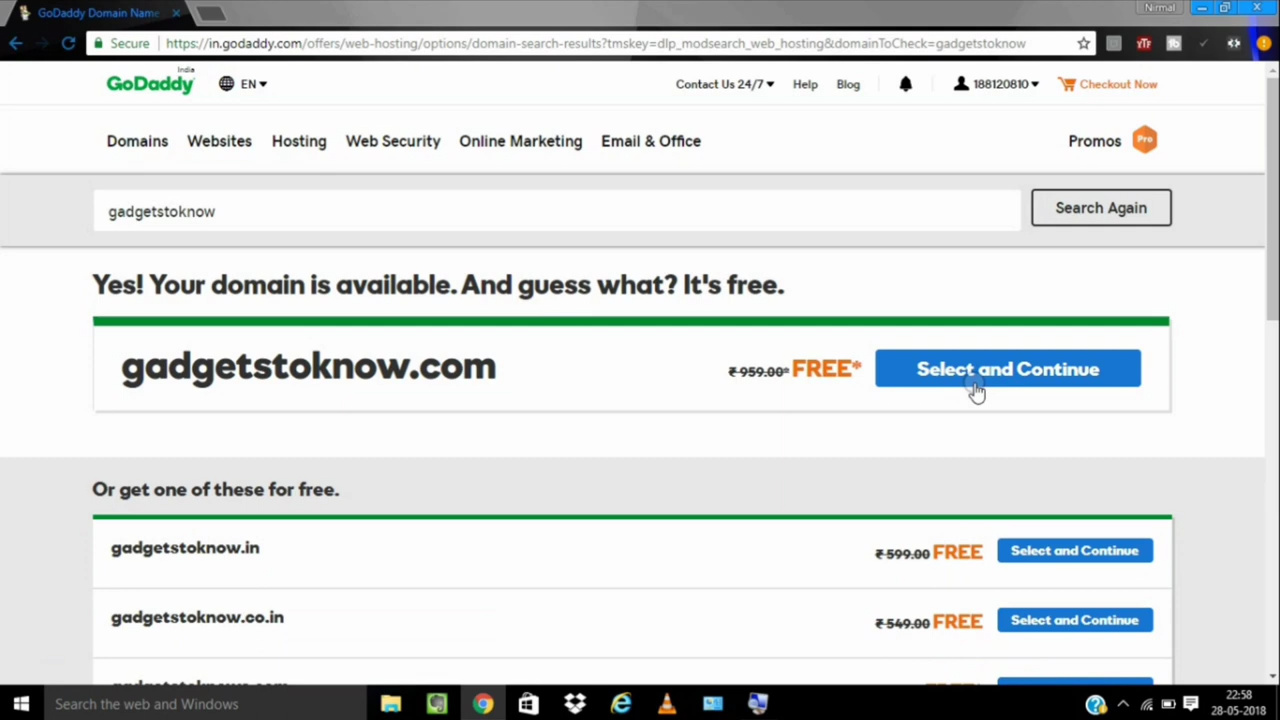 GoDaddy Domain Name
Nirmal
Secure
https://in.godaddy.com/offers/web-hosting/options/domain-search-results?tmskey=dlp_modsearch_web_hosting&domainToCheck=gadgetstoknow
India
GoDaddy
EN
Contact Us 24/7
Help
Blog
188120810
Checkout Now
Domains
Websites
Hosting
Web Security
Online Marketing
Email & Office
Promos
Pro
gadgetstoknow
Search Again
Yes! Your domain is available. And guess what? It's free.
gadgetstoknow.com
₹ 959.00* FREE*
Select and Continue
Or get one of these for free.
gadgetstoknow.in
₹ 599.00 FREE
Select and Continue
gadgetstoknow.co.in
₹ 549.00 FREE
Select and Continue
Search the web and Windows
22:58
28-05-2018